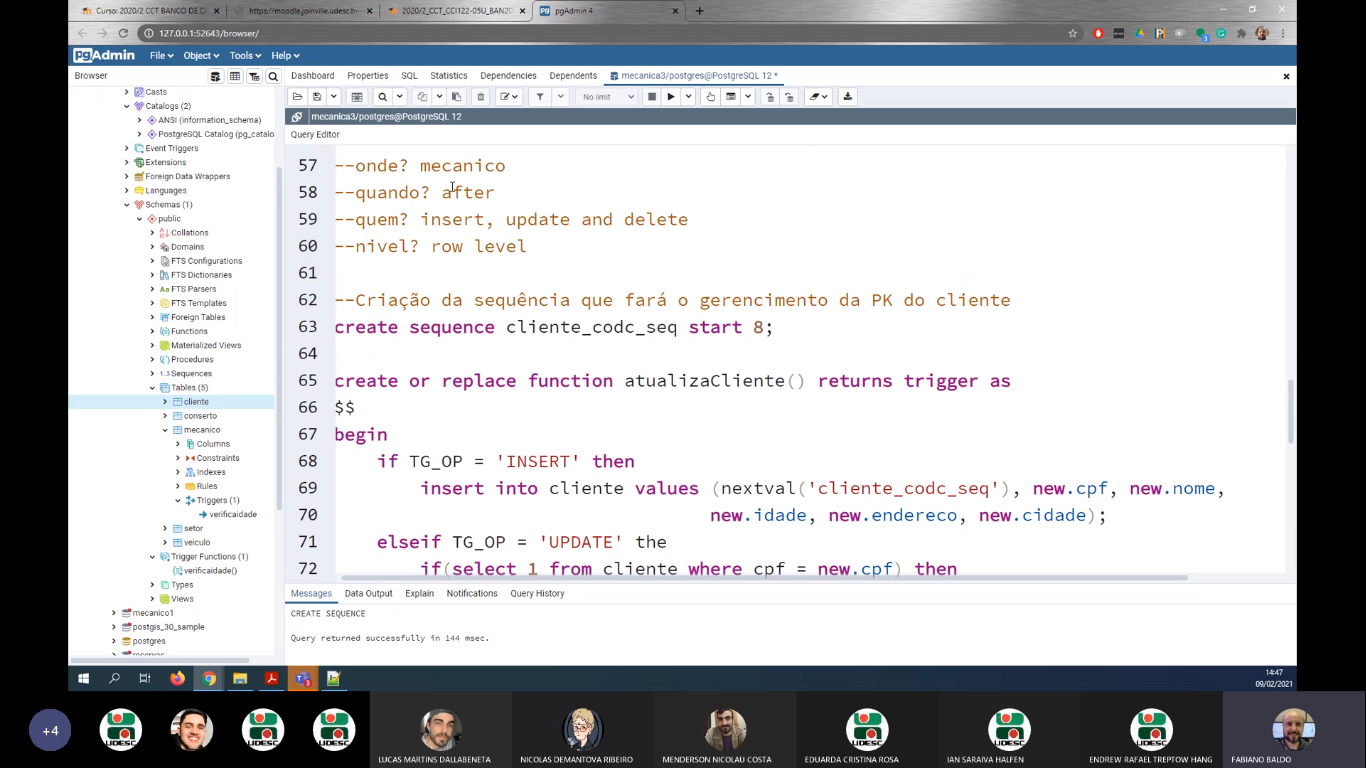 Curso: 2020/2 CCT BANCO DE D
https://moodle.joinville.udesc.br
2020/2_CCT_CCI122-05U_BAN20
pgAdmin 4
127.0.0.1:52643/browser/
pgAdmin File Object Tools Help
Browser
Dashboard Properties SQL Statistics Dependencies Dependents mecanica3/postgres@PostgreSQL 12 *
No limit
mecanica3/postgres@PostgreSQL 12
Query Editor
Casts
Catalogs (2)
ANSI (information_schema)
PostgreSQL Catalog (pg_catalo
Event Triggers
Extensions
Foreign Data Wrappers
Languages
Schemas (1)
public
Collations
Domains
FTS Configurations
FTS Dictionaries
FTS Parsers
FTS Templates
Foreign Tables
Functions
Materialized Views
Procedures
Sequences
Tables (5)
cliente
conserto
mecanico
Columns
Constraints
Indexes
Rules
Triggers (1)
verificaidade
setor
veiculo
Trigger Functions (1)
verificaidade()
Types
Views
mecanico1
postgis_30_sample
postgres
57 --onde? mecanico
58 --quando? after
59 --quem? insert, update and delete
60 --nivel? row level
61
62 --Criação da sequência que fará o gerencimento da PK do cliente
63 create sequence cliente_codc_seq start 8;
64
65 create or replace function atualizaCliente() returns trigger as
66 $$
67 begin
68 if TG_OP = 'INSERT' then
69 insert into cliente values (nextval('cliente_codc_seq'), new.cpf, new.nome,
70 new.idade, new.endereco, new.cidade);
71 elseif TG_OP = 'UPDATE' the
72 if(select 1 from cliente where cpf = new.cpf) then
Messages Data Output Explain Notifications Query History
CREATE SEQUENCE
Query returned successfully in 144 msec.
14:47
09/02/2021
+4
UDESC
UDESC
UDESC
UDESC
UDESC
UDESC
LUCAS MARTINS DALLABENETA
NICOLAS DEMANTOVA RIBEIRO
MENDERSON NICOLAU COSTA
EDUARDA CRISTINA ROSA
IAN SARAIVA HALFEN
ENDREW RAFAEL TREPTOW HANG
FABIANO BALDO